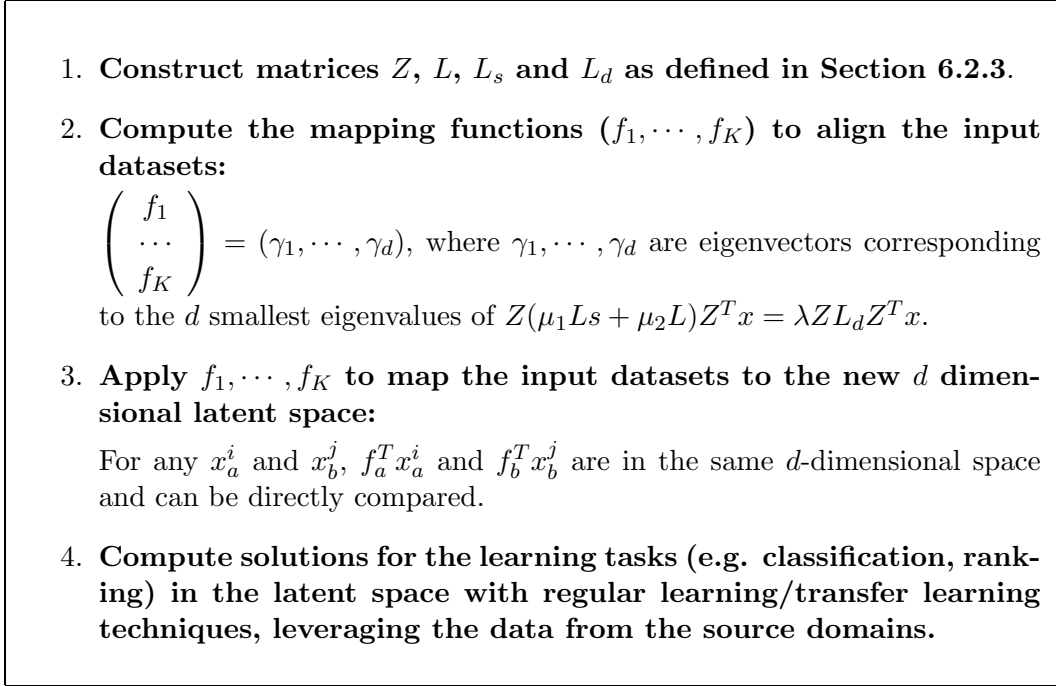 1. Construct matrices Z, L, L_s and L_d as defined in Section 6.2.3.
2. Compute the mapping functions (f_1, ⋯ , f_K) to align the input
datasets:
( f_1
⋯
f_K ) = (γ_1, ⋯ , γ_d), where γ_1, ⋯ , γ_d are eigenvectors corresponding
to the d smallest eigenvalues of Z(μ_1Ls + μ_2L)Z^T x = λZL_dZ^T x.
3. Apply f_1, ⋯ , f_K to map the input datasets to the new d dimen-
sional latent space:
For any x_a^i and x_b^j, f_a^T x_a^i and f_b^T x_b^j are in the same d-dimensional space
and can be directly compared.
4. Compute solutions for the learning tasks (e.g. classification, rank-
ing) in the latent space with regular learning/transfer learning
techniques, leveraging the data from the source domains.